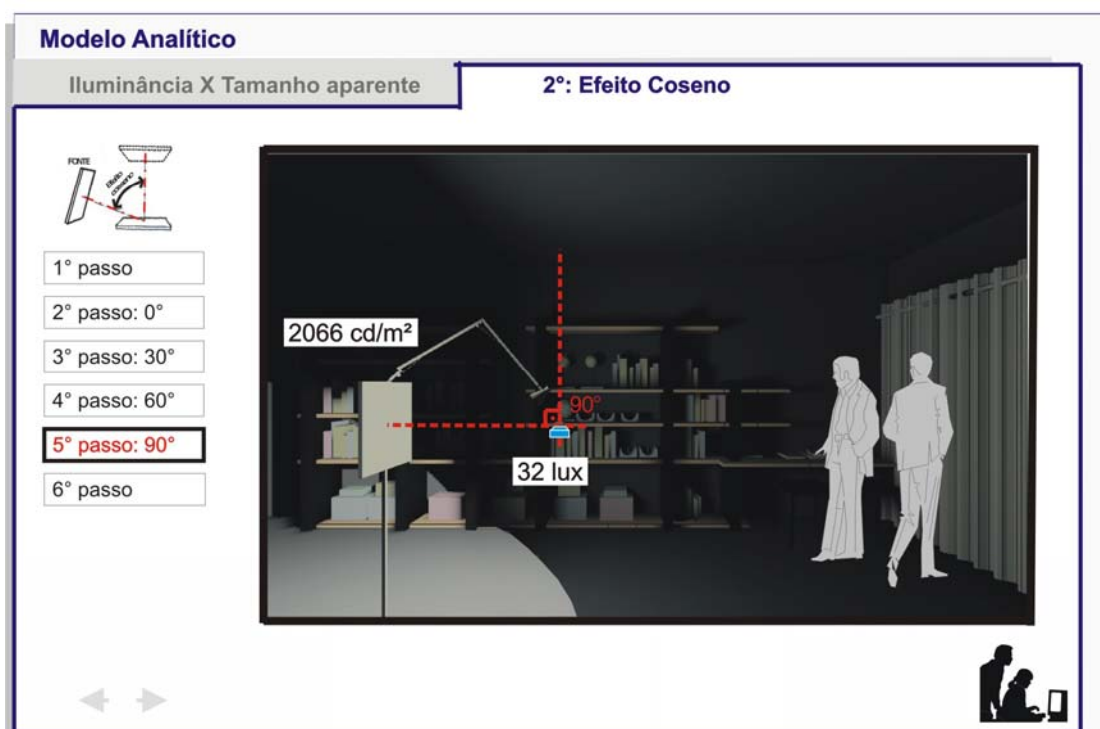 Modelo Analítico
Iluminância X Tamanho aparente
2°: Efeito Coseno
FONTE
1° passo
2° passo: 0°
3° passo: 30°
4° passo: 60°
5° passo: 90°
6° passo
2066 cd/m²
90°
32 lux